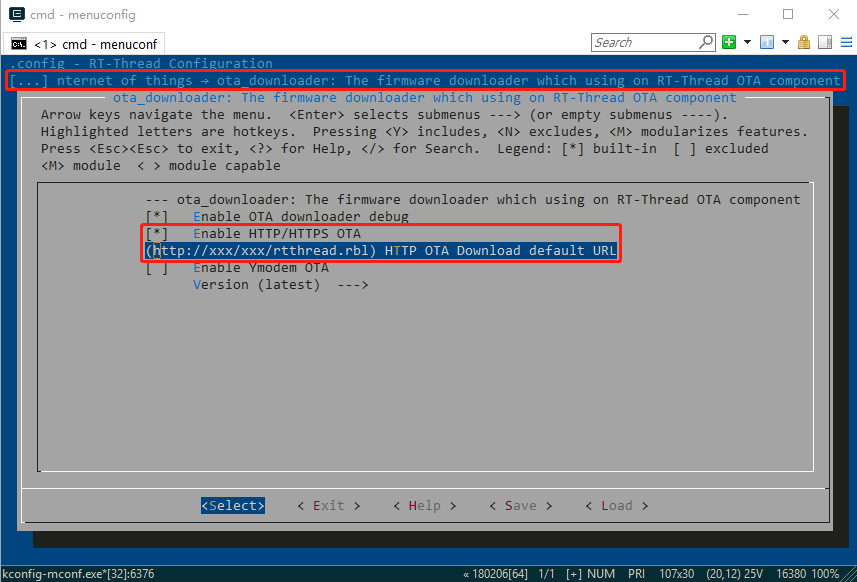 cmd - menuconfig
<1> cmd - menuconf
Search
.config - RT-Thread Configuration
[...] nternet of things → ota_downloader: The firmware downloader which using on RT-Thread OTA component
ota_downloader: The firmware downloader which using on RT-Thread OTA component
Arrow keys navigate the menu.  <Enter> selects submenus ---> (or empty submenus ----).
Highlighted letters are hotkeys.  Pressing <Y> includes, <N> excludes, <M> modularizes features.
Press <Esc><Esc> to exit, <?> for Help, </> for Search.  Legend: [*] built-in  [ ] excluded
<M> module  < > module capable
--- ota_downloader: The firmware downloader which using on RT-Thread OTA component
[*]   Enable OTA downloader debug
[*]   Enable HTTP/HTTPS OTA
(http://xxx/xxx/rtthread.rbl) HTTP OTA Download default URL
[ ]   Enable Ymodem OTA
Version (latest)  --->
<Select>    < Exit >    < Help >    < Save >    < Load >
kconfig-mconf.exe*[32]:6376    « 180206[64]  1/1  [+] NUM  PRI  107x30  (20,12) 25V  16380 100%